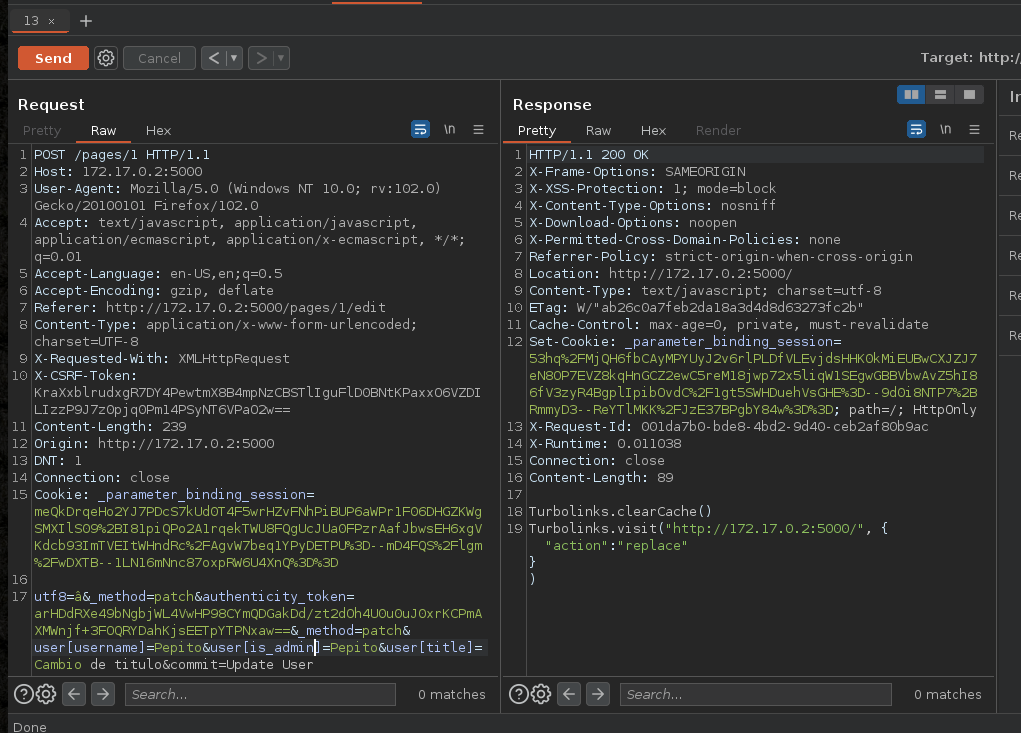 13 × +
Send Cancel < ▼ > ▼ Target: http:/
Request
Pretty Raw Hex \n ≡
1 POST /pages/1 HTTP/1.1
2 Host: 172.17.0.2:5000
3 User-Agent: Mozilla/5.0 (Windows NT 10.0; rv:102.0)
Gecko/20100101 Firefox/102.0
4 Accept: text/javascript, application/javascript,
application/ecmascript, application/x-ecmascript, */*;
q=0.01
5 Accept-Language: en-US,en;q=0.5
6 Accept-Encoding: gzip, deflate
7 Referer: http://172.17.0.2:5000/pages/1/edit
8 Content-Type: application/x-www-form-urlencoded;
charset=UTF-8
9 X-Requested-With: XMLHttpRequest
10 X-CSRF-Token:
KraXxblrudxgR7DY4PewtmX8B4mpNzCBSTlIguFlD0BNtKPaxxO6VZDI
LIzzP9J7z0pjq0Pm14PSyNT6VPaO2w==
11 Content-Length: 239
12 Origin: http://172.17.0.2:5000
13 DNT: 1
14 Connection: close
15 Cookie: _parameter_binding_session=
meQkDrqeHo2YJ7PDcS7kUd0T4F5wrHZvFNhPiBUP6aWPr1F06DHGZKWg
SMXIlS09%2BI81piQPo2A1rqekTWU8FQgUcJUa0FPzrAafJbwsEH6xgV
Kdcb93ImTVEItWHndRc%2FAgvW7beq1YPyDETPU%3D--mD4FQS%2Flgm
%2FwDXTB--1LN16mNnc87oxpRW6U4XnQ%3D%3D
16
17 utf8=â&_method=patch&authenticity_token=
arHDdRXe49bNgbjWL4VwHP98CYmQDGakDd/zt2dOh4UOu0uJOxrKCPmA
XMWnjf+3F0QRYDahKjsEETpYTPNxaw==&_method=patch&
user[username]=Pepito&user[is_admin]=Pepito&user[title]=
Cambio de titulo&commit=Update User
Search... 0 matches
Done
Response
Pretty Raw Hex Render \n ≡
1 HTTP/1.1 200 OK
2 X-Frame-Options: SAMEORIGIN
3 X-XSS-Protection: 1; mode=block
4 X-Content-Type-Options: nosniff
5 X-Download-Options: noopen
6 X-Permitted-Cross-Domain-Policies: none
7 Referrer-Policy: strict-origin-when-cross-origin
8 Location: http://172.17.0.2:5000/
9 Content-Type: text/javascript; charset=utf-8
10 ETag: W/"ab26c0a7feb2da18a3d4d8d63273fc2b"
11 Cache-Control: max-age=0, private, must-revalidate
12 Set-Cookie: _parameter_binding_session=
53hq%2FMjQH6fbCAyMPYUyJ2v6rlPLDfVLEvjdsHHKOkMiEUBwCXJZJ7
eN8OP7EVZ8kqHnGCZ2ewC5reM18jwp72x5liqW1SEgwGBBVbwAvZ5hI8
6fV3zyR4BgplIpibOvdC%2F1gt5SWHDuehVsGHE%3D--9d0i8NTP7%2B
RmmyD3--ReYTlMKK%2FJzE37BPgbY84w%3D%3D; path=/; HttpOnly
13 X-Request-Id: 001da7b0-bde8-4bd2-9d40-ceb2af80b9ac
14 X-Runtime: 0.011038
15 Connection: close
16 Content-Length: 89
17
18 Turbolinks.clearCache()
19 Turbolinks.visit("http://172.17.0.2:5000/", {
"action":"replace"
}
)
Search... 0 matches